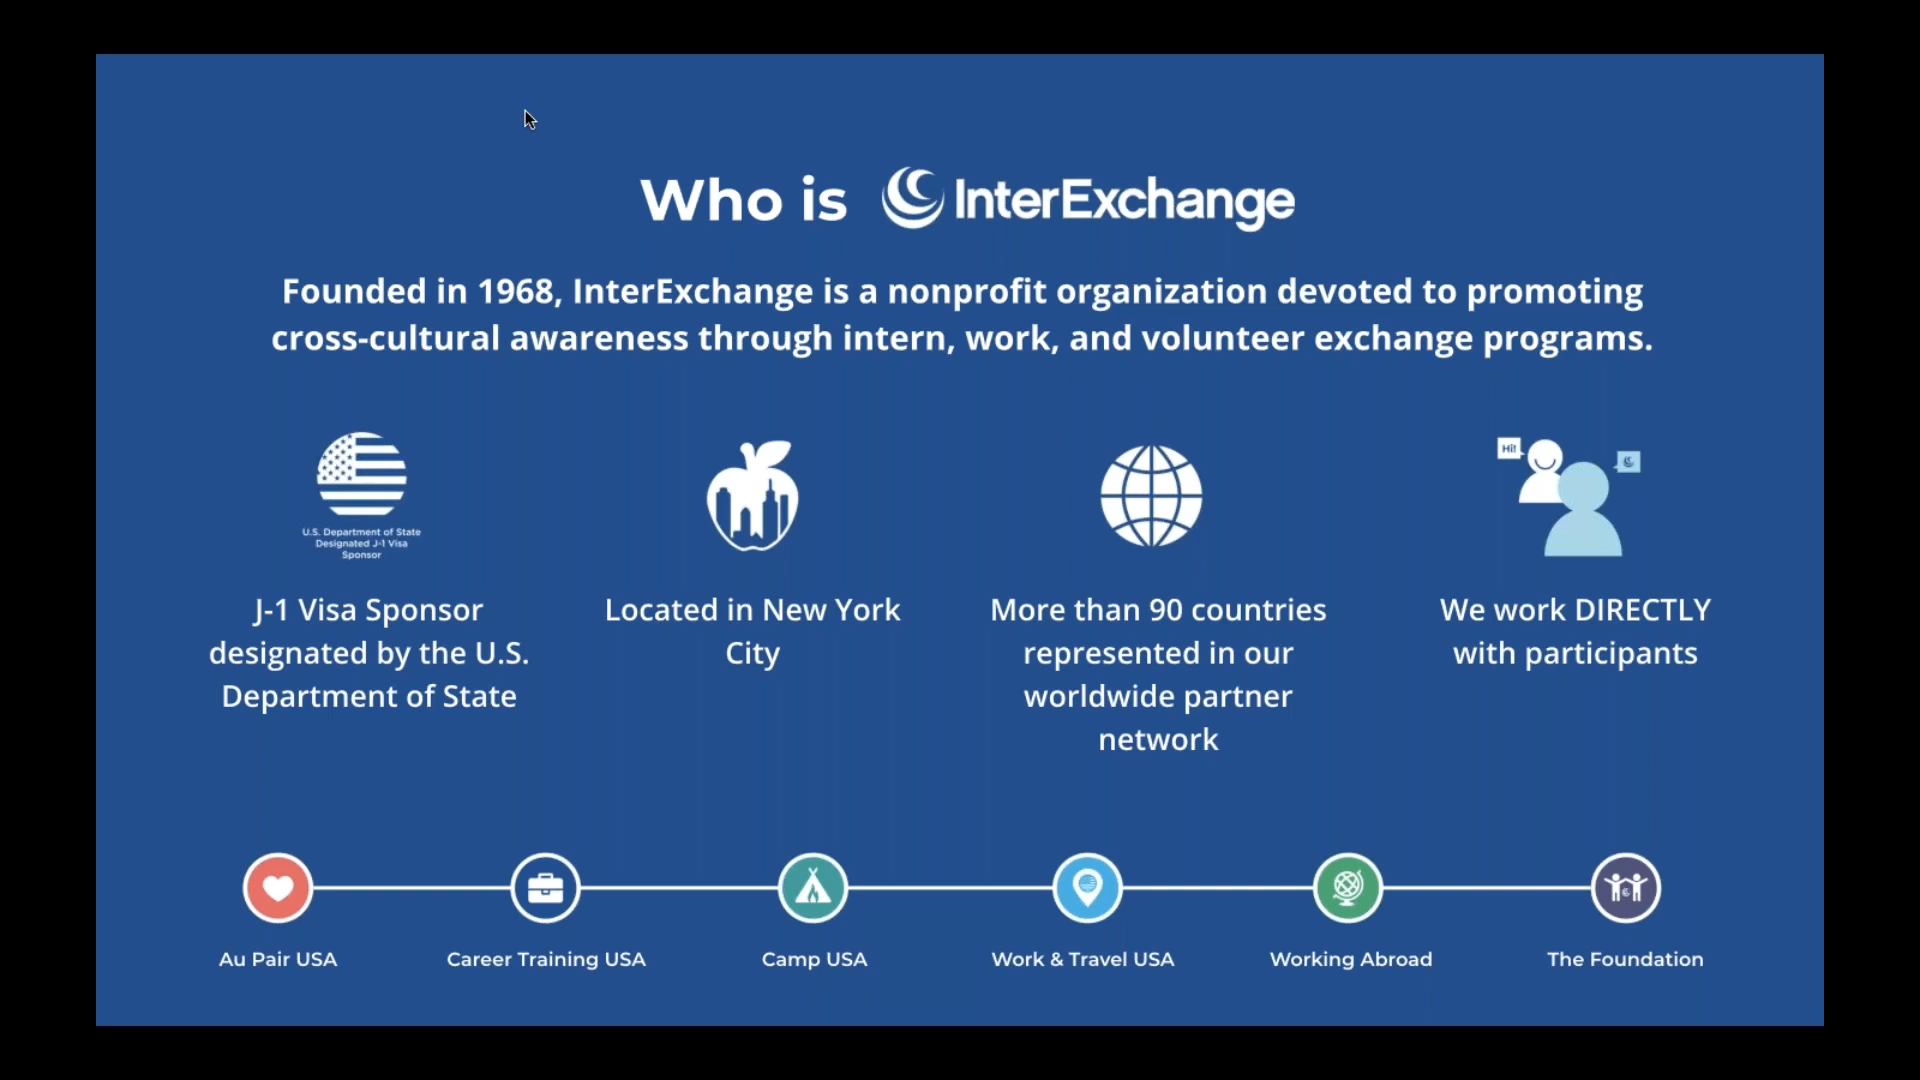 Who is InterExchange
Founded in 1968, InterExchange is a nonprofit organization devoted to promoting
cross-cultural awareness through intern, work, and volunteer exchange programs.
Hi!
U.S. Department of State
Designated J-1 Visa
Sponsor
J-1 Visa Sponsor
designated by the U.S.
Department of State
Located in New York
City
More than 90 countries
represented in our
worldwide partner
network
We work DIRECTLY
with participants
Au Pair USA
Career Training USA
Camp USA
Work & Travel USA
Working Abroad
The Foundation